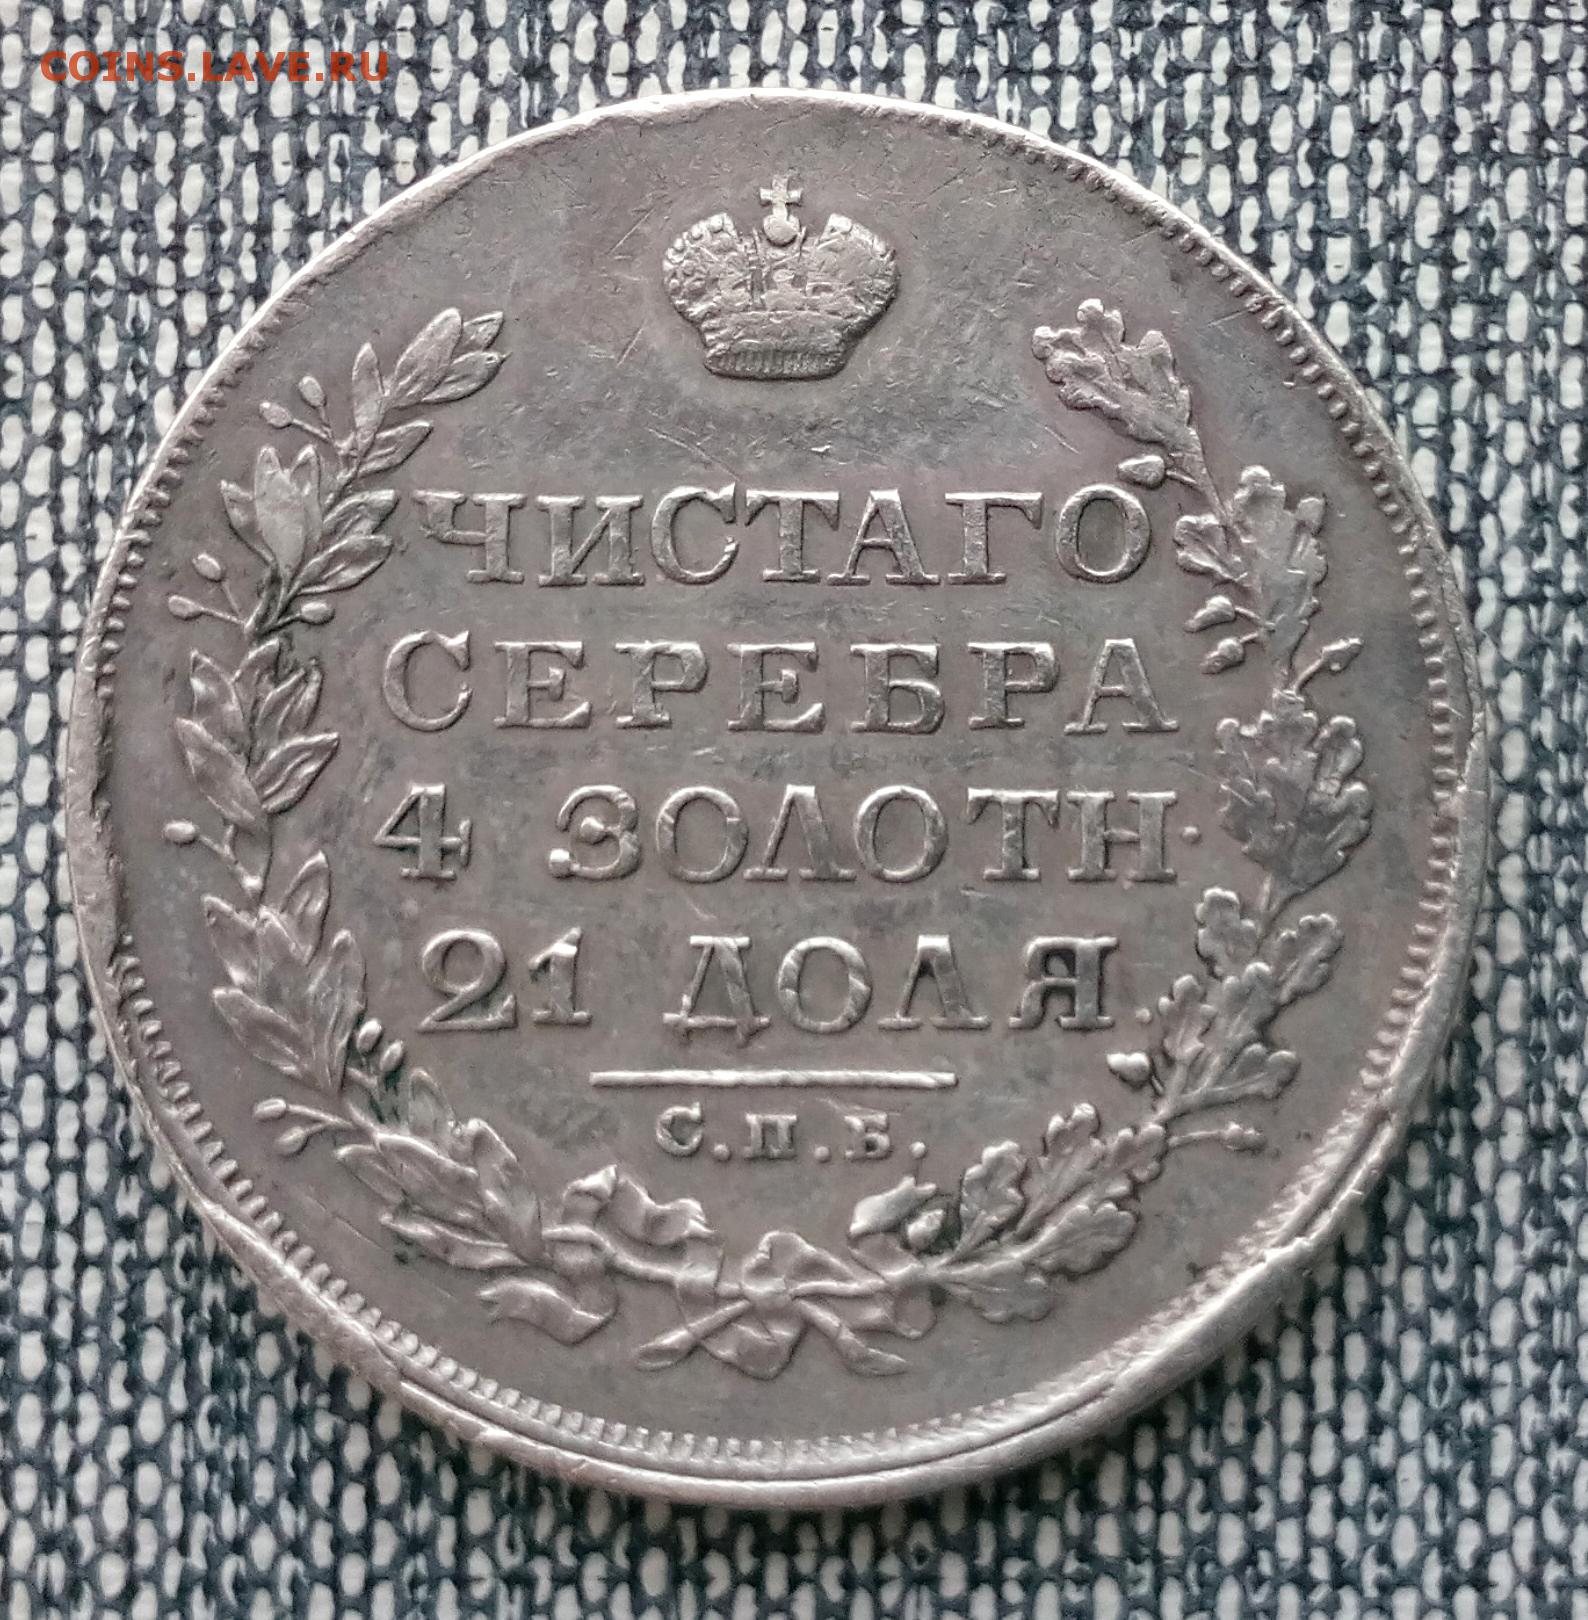 COINS.LAVE.RU
ЧИСТАГО
СЕРЕБРА
4 ЗОЛОТН·
21 ДОЛЯ.
С.П.Б.